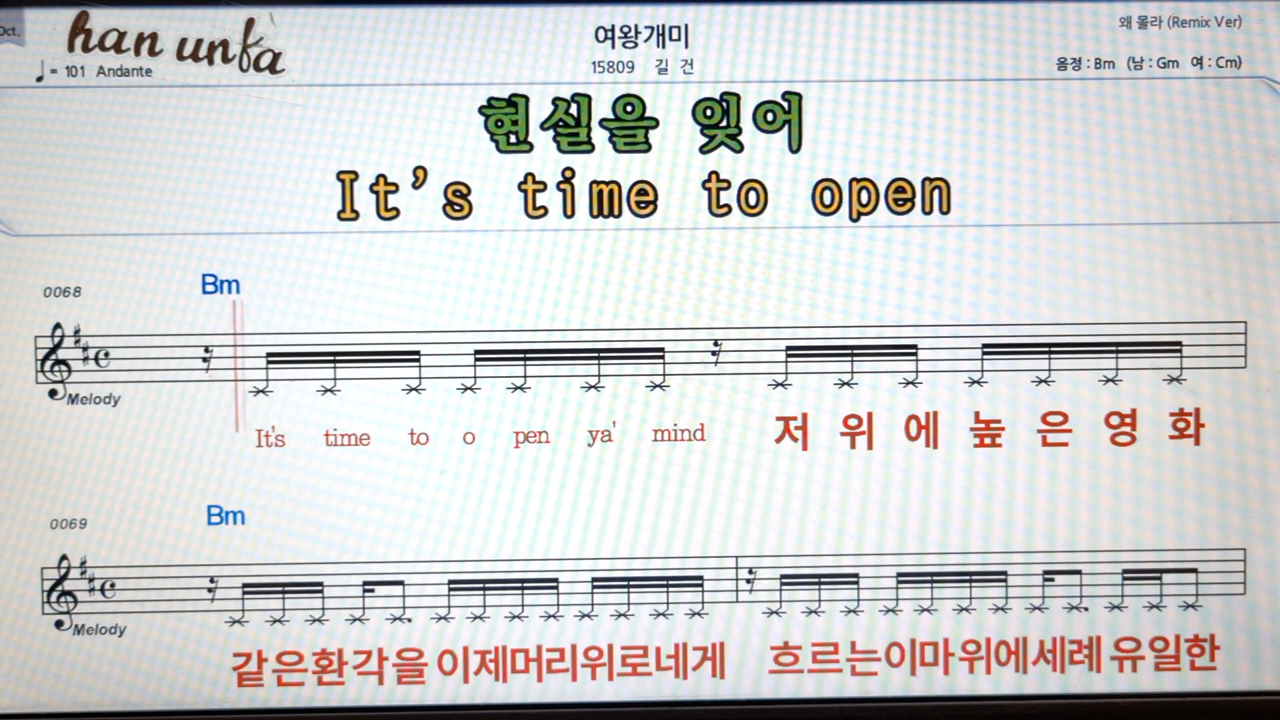 Oct.
han unfa
왜 몰라 (Remix Ver)
여왕개미
♩= 101 Andante
15809 길 건
음정 : Bm (남 : Gm 여 : Cm)
현실을 잊어
It's time to open
0068
Bm
Melody
It's time to o pen ya' mind 저 위 에 높 은 영 화
0069
Bm
Melody
같은환각을이제머리위로네게 흐르는이마위에세례유일한